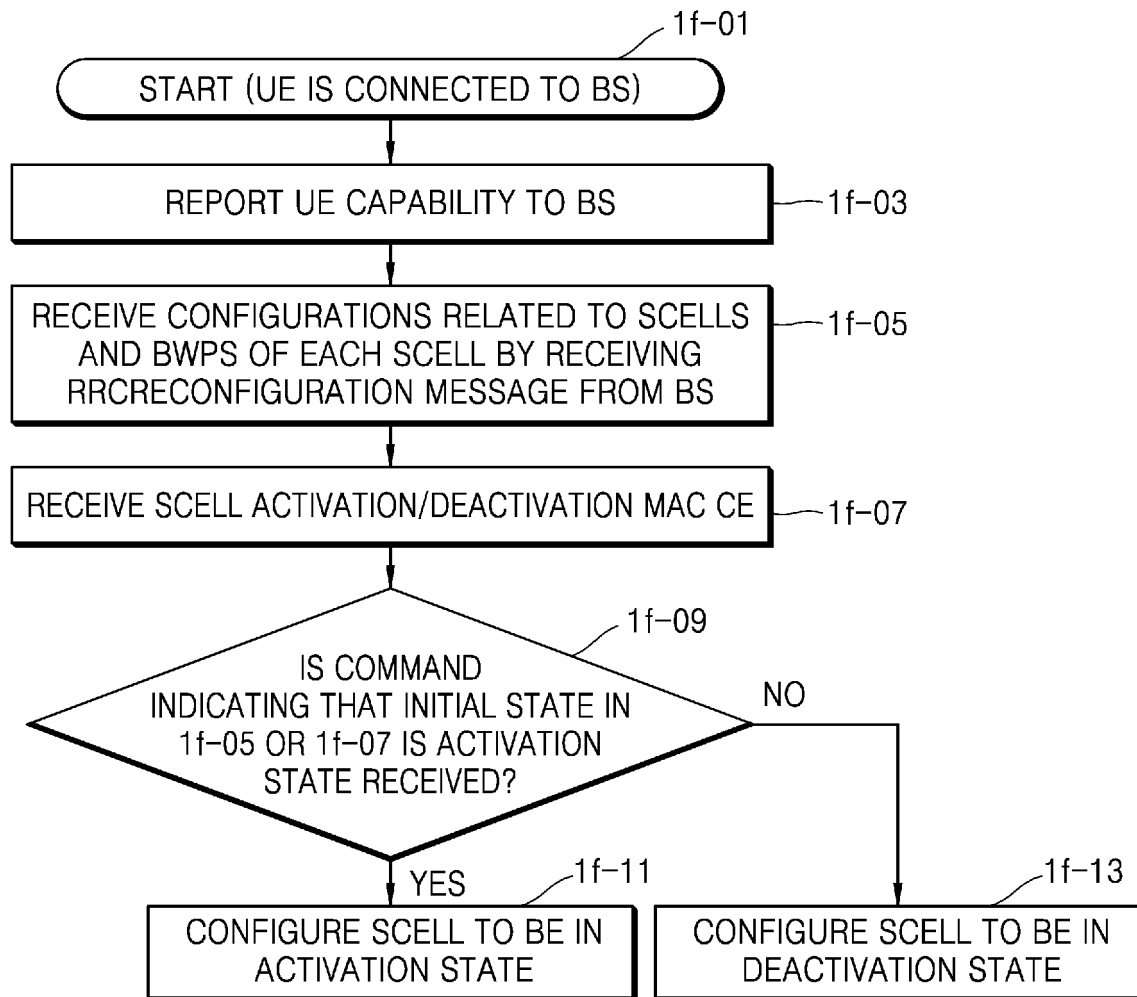 1f-01
START (UE IS CONNECTED TO BS)
REPORT UE CAPABILITY TO BS
1f-03
RECEIVE CONFIGURATIONS RELATED TO SCELLS
AND BWPS OF EACH SCELL BY RECEIVING
RRCRECONFIGURATION MESSAGE FROM BS
1f-05
RECEIVE SCELL ACTIVATION/DEACTIVATION MAC CE
1f-07
1f-09
IS COMMAND
INDICATING THAT INITIAL STATE IN
1f-05 OR 1f-07 IS ACTIVATION
STATE RECEIVED?
NO
YES
1f-11
CONFIGURE SCELL TO BE IN
ACTIVATION STATE
1f-13
CONFIGURE SCELL TO BE IN
DEACTIVATION STATE